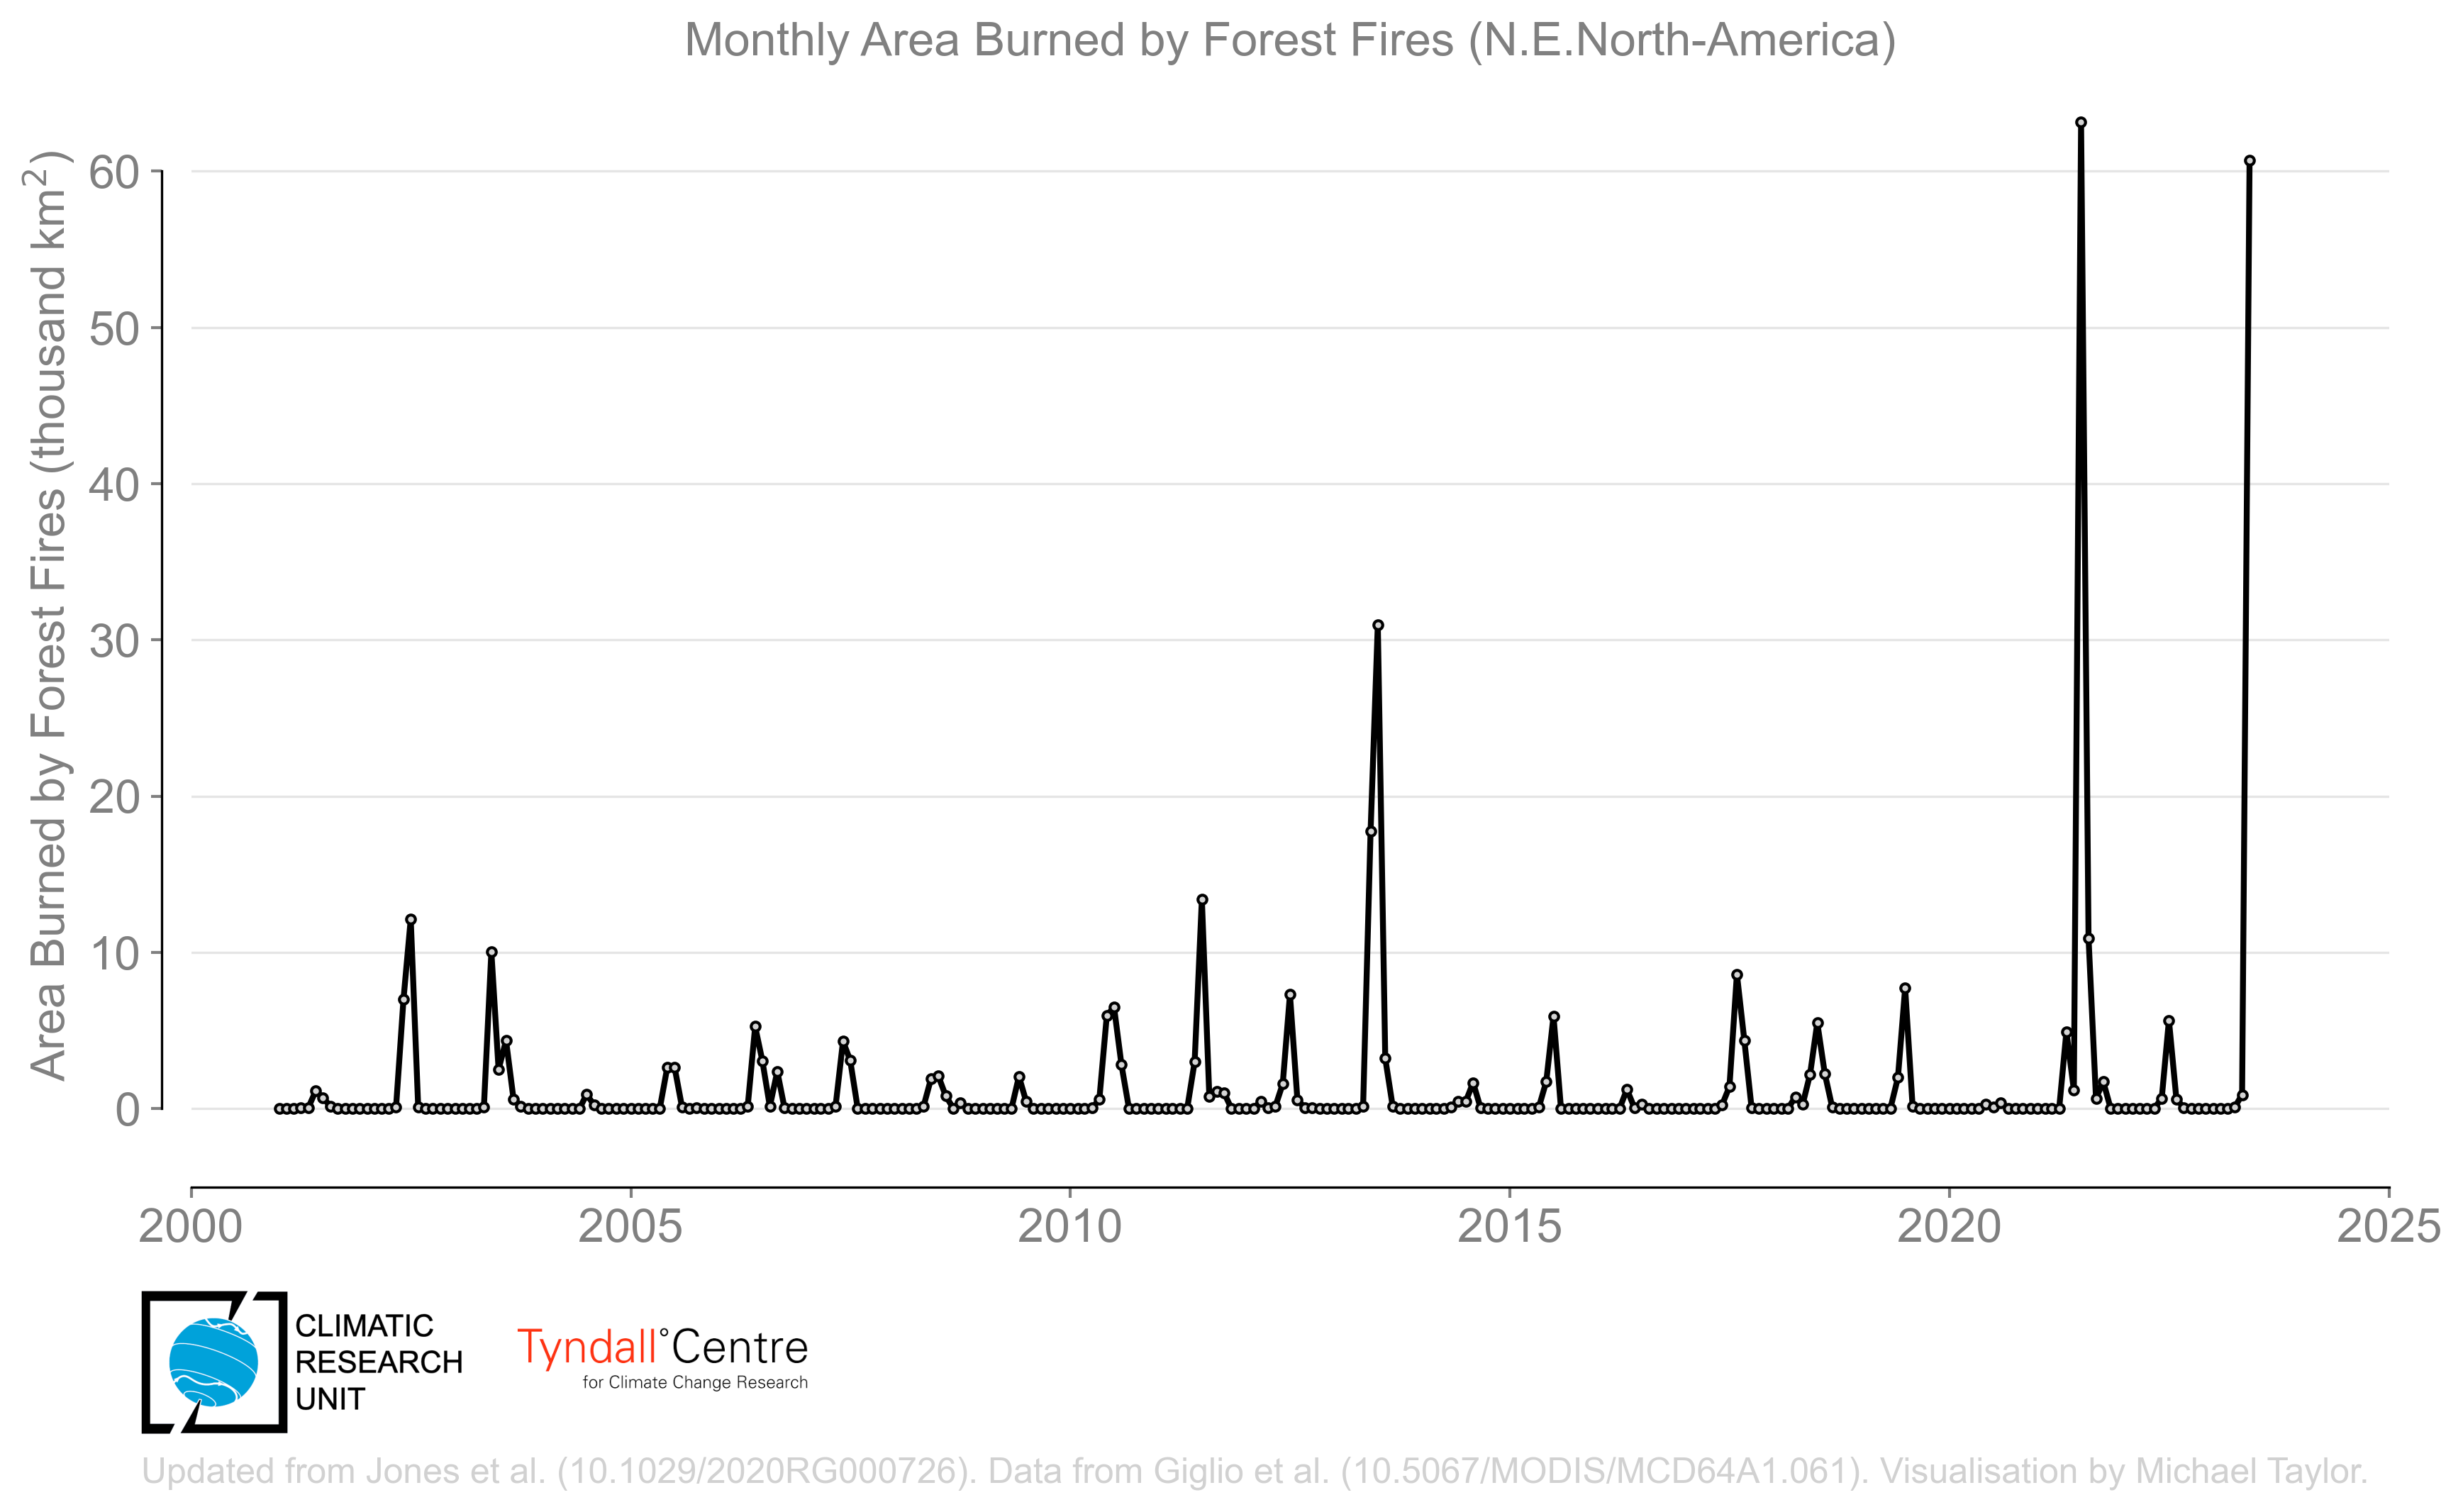 Monthly Area Burned by Forest Fires (N.E.North-America)
Area Burned by Forest Fires (thousand km²)
60
50
40
30
20
10
0
2000 2005 2010 2015 2020 2025
CLIMATIC
RESEARCH
UNIT
Tyndall°Centre
for Climate Change Research
Updated from Jones et al. (10.1029/2020RG000726). Data from Giglio et al. (10.5067/MODIS/MCD64A1.061). Visualisation by Michael Taylor.